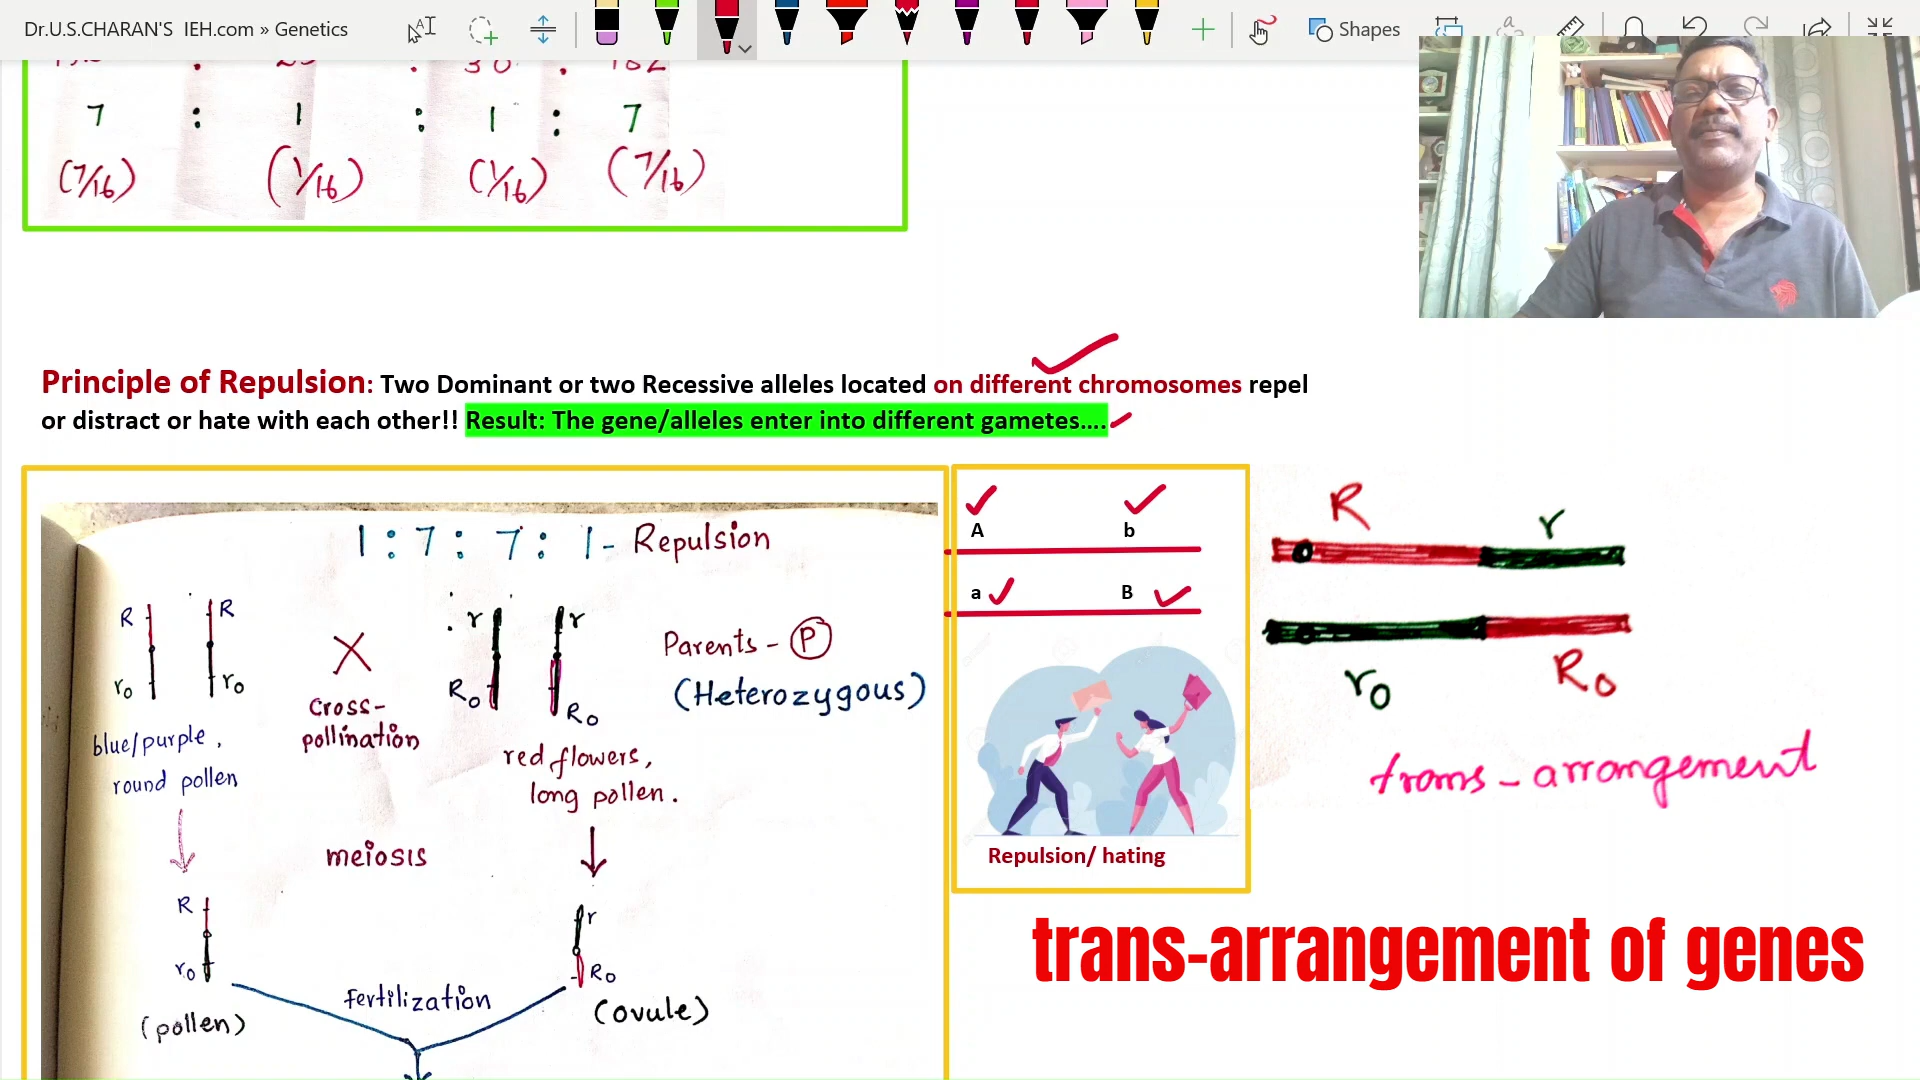 Dr.U.S.CHARAN'S IEH.com » Genetics
Shapes
7 : 1 : 1 : 7
(7/16) (1/16) (1/16) (7/16)
Principle of Repulsion: Two Dominant or two Recessive alleles located on different chromosomes repel
or distract or hate with each other!! Result: The gene/alleles enter into different gametes....
1 : 7 : 7 : 1 - Repulsion
R R r r
ro ro Ro Ro
Parents - P
(Heterozygous)
Cross-
pollination
blue/purple,
round pollen
red flowers,
long pollen.
meiosis
R r
ro Ro
Fertilization
(pollen) (ovule)
A b
a B
Repulsion/ hating
R r
ro Ro
trans - arrangement
trans-arrangement of genes